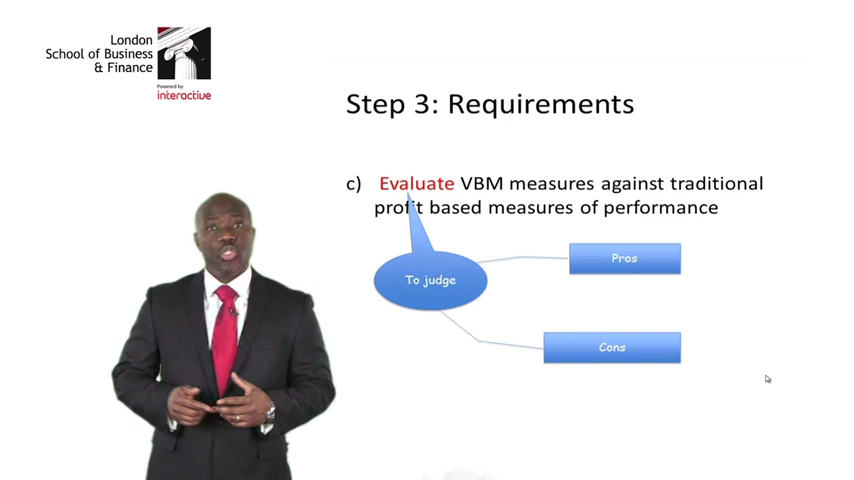 London
School of Business
& Finance
Powered by
interactive
Step 3: Requirements
c) Evaluate VBM measures against traditional
profit based measures of performance
To judge
Pros
Cons